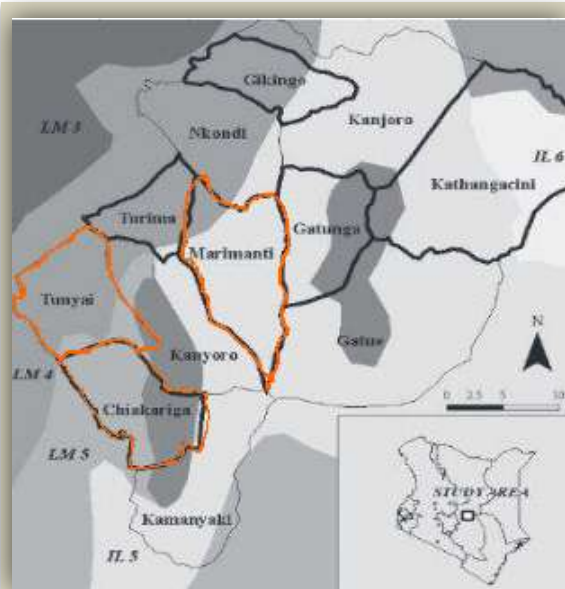 Gikingo
LM 3
Nkondi
Kanjoro
IL 6
Kathangacini
Turima
Gatunga
Marimanti
Tunyai
N
Gatue
Kanyoro
LM 4
0 2.5 5 10
Chiakariga
LM 5
STUDY AREA
Kamanyaki
IL 5